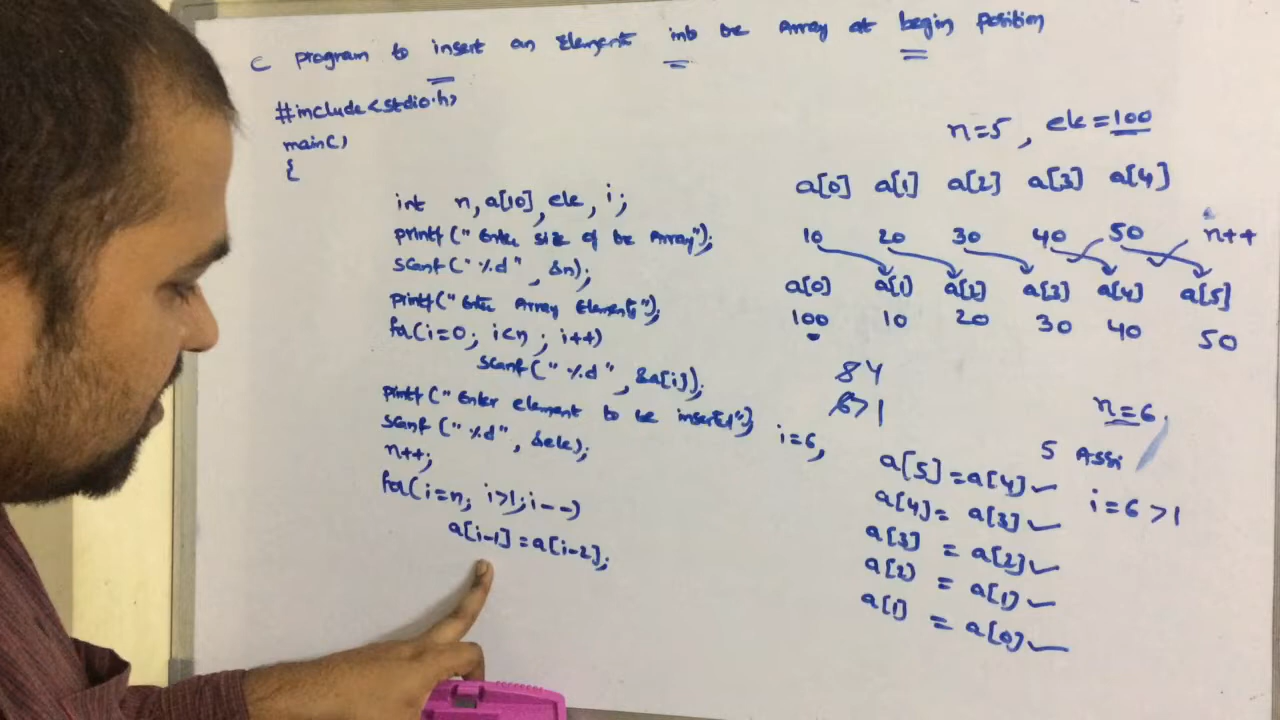 C program to insert an Element into the Array at begin position
#include<stdio.h>
main()
{
int n, a[10], ele, i;
printf (" Enter size of the Array");
scanf (" %d" , &n);
printf (" Enter Array Elements");
for(i=0; i<n ; i++)
scanf (" %d" , &a[i]);
printf (" Enter element to be inserted");
scanf (" %d" , &ele);
n++;
for(i=n; i>1; i--)
a[i-1] = a[i-2];
n=5, ele=100
a[0] a[1] a[2] a[3] a[4]
10 20 30 40 50 n++
a[0] a[1] a[2] a[3] a[4] a[5]
100 10 20 30 40 50
6>1
i=6,
n=6,
5 Assi
i=6>1
a[5]=a[4]✓
a[4]= a[3]✓
a[3] = a[2]✓
a[2] = a[1]✓
a[1] = a[0]✓